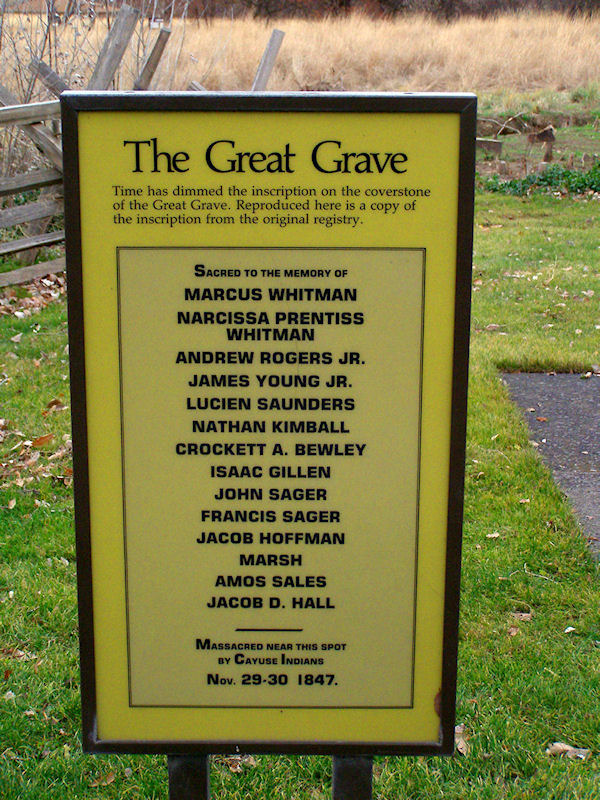 The Great Grave
Time has dimmed the inscription on the coverstone
of the Great Grave. Reproduced here is a copy of
the inscription from the original registry.
SACRED TO THE MEMORY OF
MARCUS WHITMAN
NARCISSA PRENTISS
WHITMAN
ANDREW ROGERS JR.
JAMES YOUNG JR.
LUCIEN SAUNDERS
NATHAN KIMBALL
CROCKETT A. BEWLEY
ISAAC GILLEN
JOHN SAGER
FRANCIS SAGER
JACOB HOFFMAN
MARSH
AMOS SALES
JACOB D. HALL
MASSACRED NEAR THIS SPOT
BY CAYUSE INDIANS
NOV. 29-30 1847.